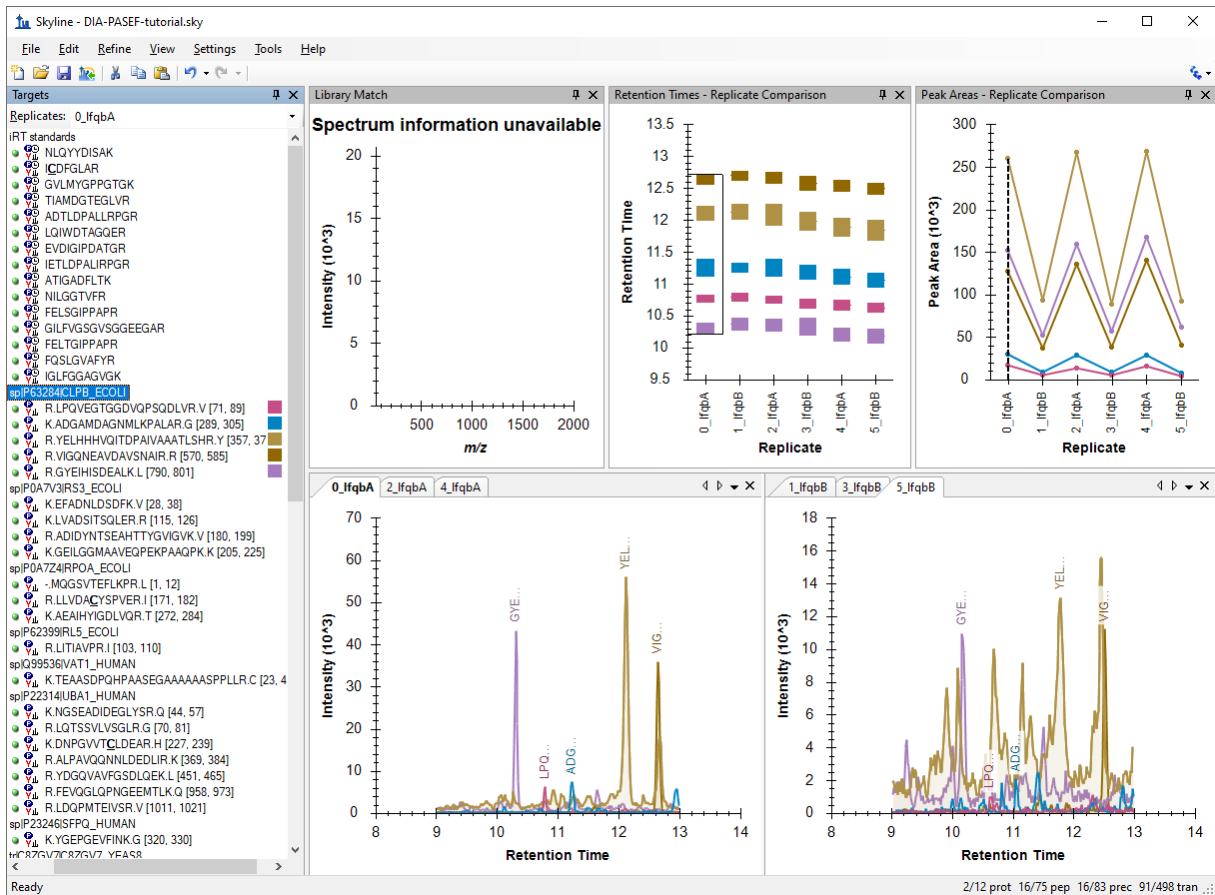 Skyline - DIA-PASEF-tutorial.sky
File Edit Refine View Settings Tools Help
Targets
Replicates: 0_lfqbA
iRT standards
NLQYYDISAK
ICDFGLAR
GVLMYGPPGTGK
TIAMDGTEGLVR
ADTLDPALLRPGR
LQIWDTAGQER
EVDIGIPDATGR
IETLDPALIRPGR
ATIGADFLTK
NILGGTVFR
FELSGIPPAPR
GILFVGSGVSGGEEGAR
FELTGIPPAPR
FQSLGVAFYR
IGLFGGAGVGK
sp|P63284|CLPB_ECOLI
R.LPQVEGTGGDVQPSQDLVR.V [71, 89]
K.ADGAMDAGNMLKPALAR.G [289, 305]
R.YELHHHVQITDPAIVAAATLSHR.Y [357, 37
R.VIGQNEAVDAVSNAIR.R [570, 585]
R.GYEIHISDEALK.L [790, 801]
sp|P0A7V3|RS3_ECOLI
K.EFADNLDSDFK.V [28, 38]
K.LVADSITSQLER.R [115, 126]
R.ADIDYNTSEAHTTYGVIGVK.V [180, 199]
K.GEILGGMAAVEQPEKPAAQPK.K [205, 225]
sp|P0A7Z4|RPOA_ECOLI
-.MQGSVTEFLKPR.L [1, 12]
R.LLVDACYSPVER.I [171, 182]
K.AEAIHYIGDLVQR.T [272, 284]
sp|P62399|RL5_ECOLI
R.LITIAVPR.I [103, 110]
sp|Q99536|VAT1_HUMAN
K.TEAASDPQHPAASEGAAAAAASPPLLR.C [23, 4
sp|P22314|UBA1_HUMAN
K.NGSEADIDEGLYSR.Q [44, 57]
R.LQTSSVLVSGLR.G [70, 81]
K.DNPGVVTCLDEAR.H [227, 239]
R.ALPAVQQNNLDEDLIR.K [369, 384]
R.YDGQVAVFGSDLQEK.L [451, 465]
R.FEVQGLQPNGEEMTLK.Q [958, 973]
R.LDQPMTEIVSR.V [1011, 1021]
sp|P23246|SFPQ_HUMAN
K.YGEPGEVFINK.G [320, 330]
tr|C8ZGV7|C8ZGV7_YEAS8
Library Match
Spectrum information unavailable
Intensity (10^3)
20
15
10
5
0
500 1000 1500 2000
m/z
Retention Times - Replicate Comparison
Retention Time
13.5
13
12.5
12
11.5
11
10.5
10
9.5
0_lfqbA 1_lfqbB 2_lfqbA 3_lfqbB 4_lfqbA 5_lfqbB
Replicate
Peak Areas - Replicate Comparison
Peak Area (10^3)
300
250
200
150
100
50
0
0_lfqbA 1_lfqbB 2_lfqbA 3_lfqbB 4_lfqbA 5_lfqbB
Replicate
0_lfqbA 2_lfqbA 4_lfqbA
Intensity (10^3)
70
60
50
40
30
20
10
0
GYE...
LPQ...
ADG...
YEL...
VIG...
8 9 10 11 12 13 14
Retention Time
1_lfqbB 3_lfqbB 5_lfqbB
Intensity (10^3)
18
16
14
12
10
8
6
4
2
0
GYE...
LPQ...
ADG...
YEL...
VIG...
8 9 10 11 12 13 14
Retention Time
Ready
2/12 prot 16/75 pep 16/83 prec 91/498 tran